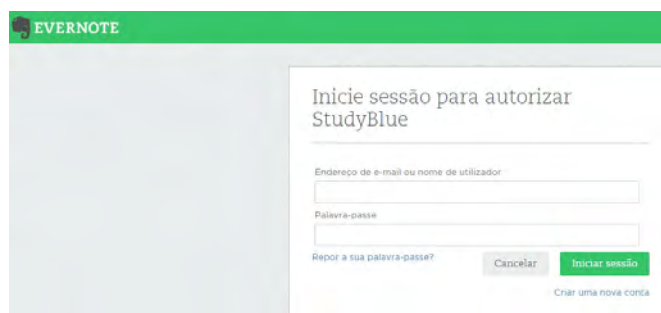 EVERNOTE
Inicie sessão para autorizar
StudyBlue
Endereço de e-mail ou nome de utilizador
Palavra-passe
Repor a sua palavra-passe?
Cancelar
Iniciar sessão
Criar uma nova conta